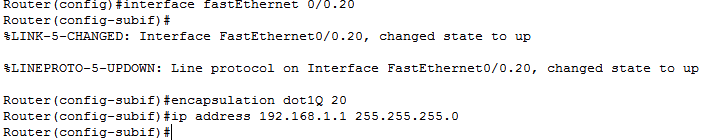 Router(config)#interface fastEthernet 0/0.20
Router(config-subif)#
%LINK-5-CHANGED: Interface FastEthernet0/0.20, changed state to up
%LINEPROTO-5-UPDOWN: Line protocol on Interface FastEthernet0/0.20, changed state to up
Router(config-subif)#encapsulation dot1Q 20
Router(config-subif)#ip address 192.168.1.1 255.255.255.0
Router(config-subif)#